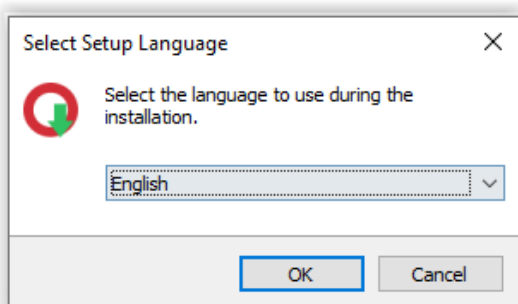 Select Setup Language
Select the language to use during the
installation.
English
OK
Cancel